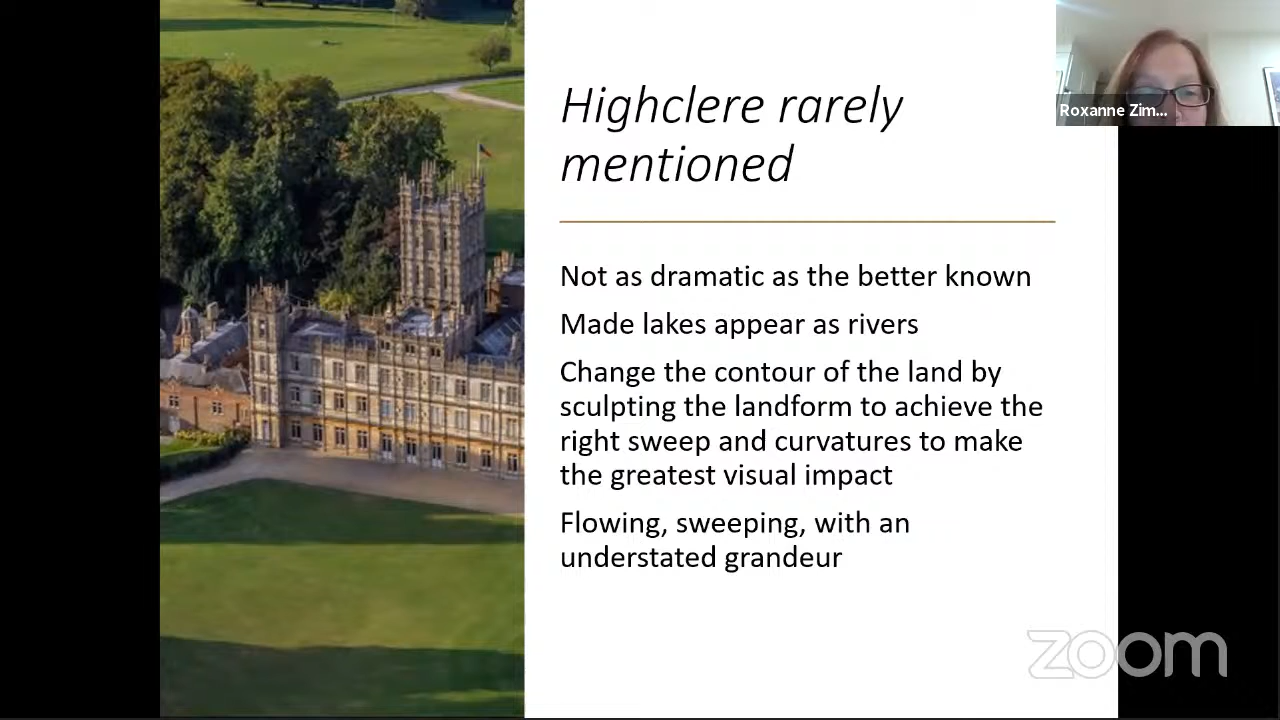 Highclere rarely
mentioned
Roxanne Zim...
Not as dramatic as the better known
Made lakes appear as rivers
Change the contour of the land by
sculpting the landform to achieve the
right sweep and curvatures to make
the greatest visual impact
Flowing, sweeping, with an
understated grandeur
zoom